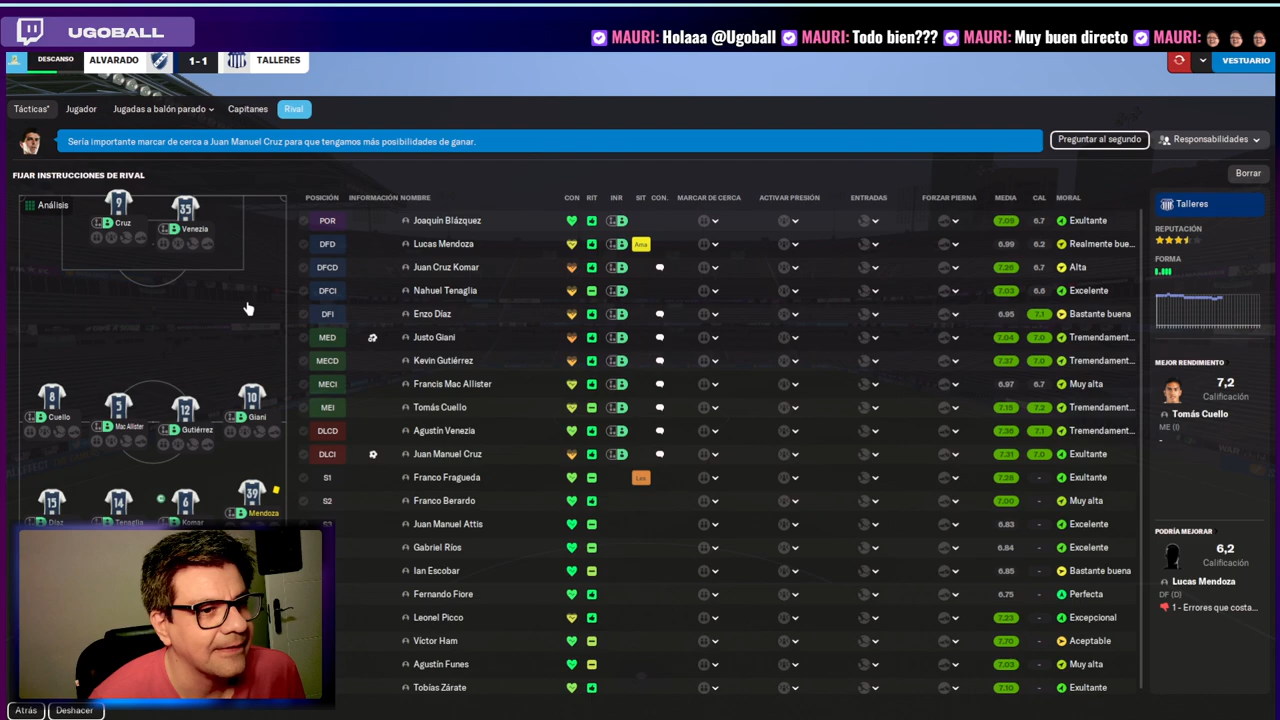 UGOBALL
MAURI: Holaaa @Ugoball MAURI: Todo bien??? MAURI: Muy buen directo MAURI:
DESCANSO ALVARADO 1-1 TALLERES VESTUARIO
Tácticas* Jugador Jugadas a balón parado Capitanes Rival
Sería importante marcar de cerca a Juan Manuel Cruz para que tengamos más posibilidades de ganar. Preguntar al segundo Responsabilidades
FIJAR INSTRUCCIONES DE RIVAL Borrar
Análisis
9 35
Cruz Venezia
8 5 12 10
Cuello Mac Allister Gutiérrez Giani
15 14 6 39
Díaz Tenaglia Komar Mendoza
POSICIÓN INFORMACIÓN NOMBRE CON RIT INR SIT CON. MARCAR DE CERCA ACTIVAR PRESIÓN ENTRADAS FORZAR PIERNA MEDIA CAL MORAL
POR Joaquín Blázquez 7.09 6.7 Exultante
DFD Lucas Mendoza Ama 6.99 6.2 Realmente bue...
DFCD Juan Cruz Komar 7.26 6.7 Alta
DFCI Nahuel Tenaglia 7.03 6.6 Excelente
DFI Enzo Díaz 6.95 7.1 Bastante buena
MED Justo Giani 7.04 7.0 Tremendament...
MECD Kevin Gutiérrez 7.37 7.0 Tremendament...
MECI Francis Mac Allister 6.97 6.7 Muy alta
MEI Tomás Cuello 7.15 7.2 Tremendament...
DLCD Agustín Venezia 7.36 7.1 Tremendament...
DLCI Juan Manuel Cruz 7.31 7.0 Exultante
S1 Franco Fragueda Les 7.28 - Exultante
S2 Franco Berardo 7.00 - Muy alta
S3 Juan Manuel Attis 6.83 - Excelente
Gabriel Ríos 6.84 - Excelente
Ian Escobar 6.85 - Bastante buena
Fernando Fiore 6.75 - Perfecta
Leonel Picco 7.23 - Excepcional
Víctor Ham 7.70 - Aceptable
Agustín Funes 7.03 - Muy alta
Tobías Zárate 7.10 - Exultante
Talleres
REPUTACIÓN
FORMA
MEJOR RENDIMIENTO
7,2
Calificación
Tomás Cuello
ME (I)
-
PODRÍA MEJORAR
6,2
Calificación
Lucas Mendoza
DF (D)
1 - Errores que costa...
Atrás Deshacer